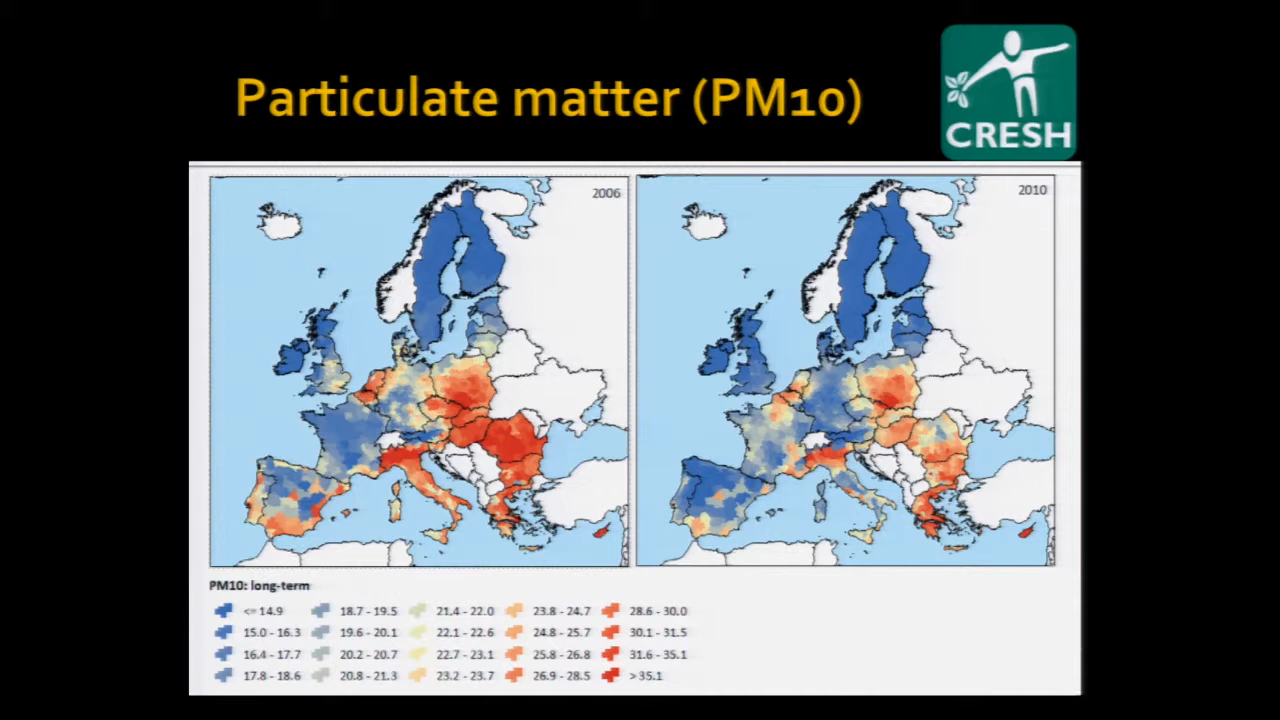 Particulate matter (PM10)
CRESH
2006
2010
PM10: long-term
<= 14.9
18.7 - 19.5
21.4 - 22.0
23.8 - 24.7
28.6 - 30.0
15.0 - 16.3
19.6 - 20.1
22.1 - 22.6
24.8 - 25.7
30.1 - 31.5
16.4 - 17.7
20.2 - 20.7
22.7 - 23.1
25.8 - 26.8
31.6 - 35.1
17.8 - 18.6
20.8 - 21.3
23.2 - 23.7
26.9 - 28.5
> 35.1